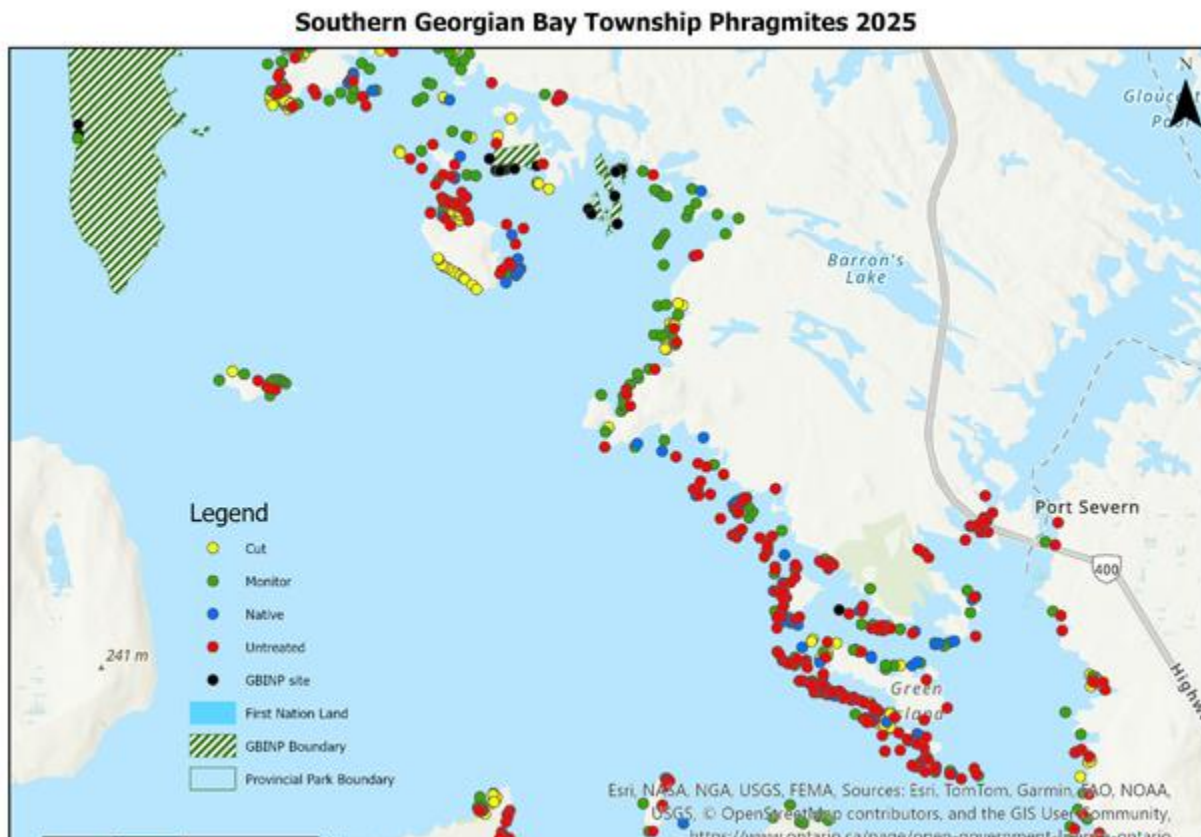 Southern Georgian Bay Township Phragmites 2025
N
Barron's
Lake
Port Severn
400
Legend
Cut
Monitor
Native
Untreated
GBINP site
First Nation Land
GBINP Boundary
Provincial Park Boundary
241 m
Green
Island
Esri, NASA, NGA, USGS, FEMA, Sources: Esri, TomTom, Garmin, FAO, NOAA,
USGS, © OpenStreetMap contributors, and the GIS User Community,